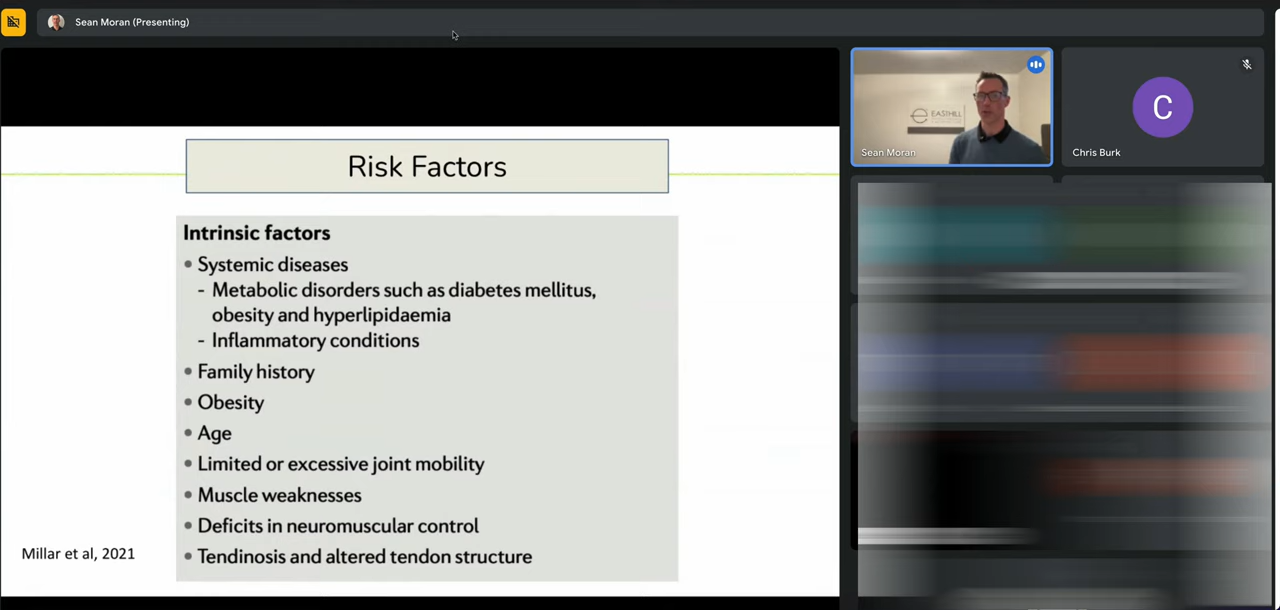 Sean Moran (Presenting)
Risk Factors
Intrinsic factors
• Systemic diseases
- Metabolic disorders such as diabetes mellitus,
obesity and hyperlipidaemia
- Inflammatory conditions
• Family history
• Obesity
• Age
• Limited or excessive joint mobility
• Muscle weaknesses
• Deficits in neuromuscular control
• Tendinosis and altered tendon structure
Millar et al, 2021
EASTHILL
Sean Moran
C
Chris Burk